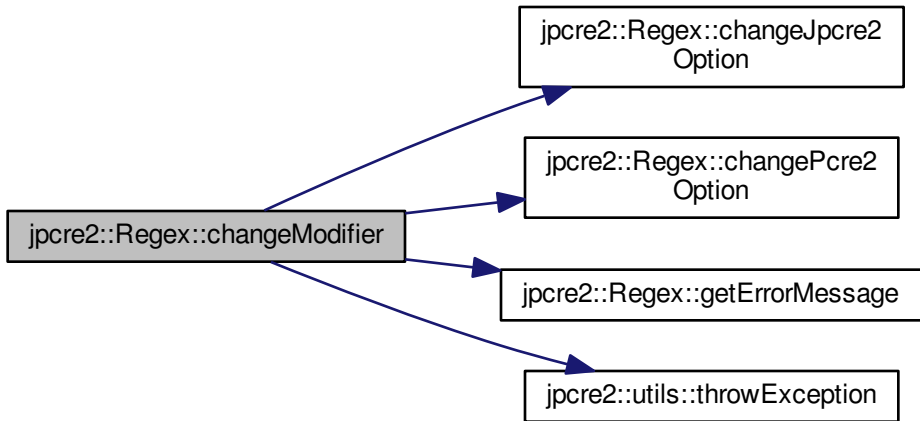 jpcre2::Regex::changeModifier
jpcre2::Regex::changeJpcre2
Option
jpcre2::Regex::changePcre2
Option
jpcre2::Regex::getErrorMessage
jpcre2::utils::throwException